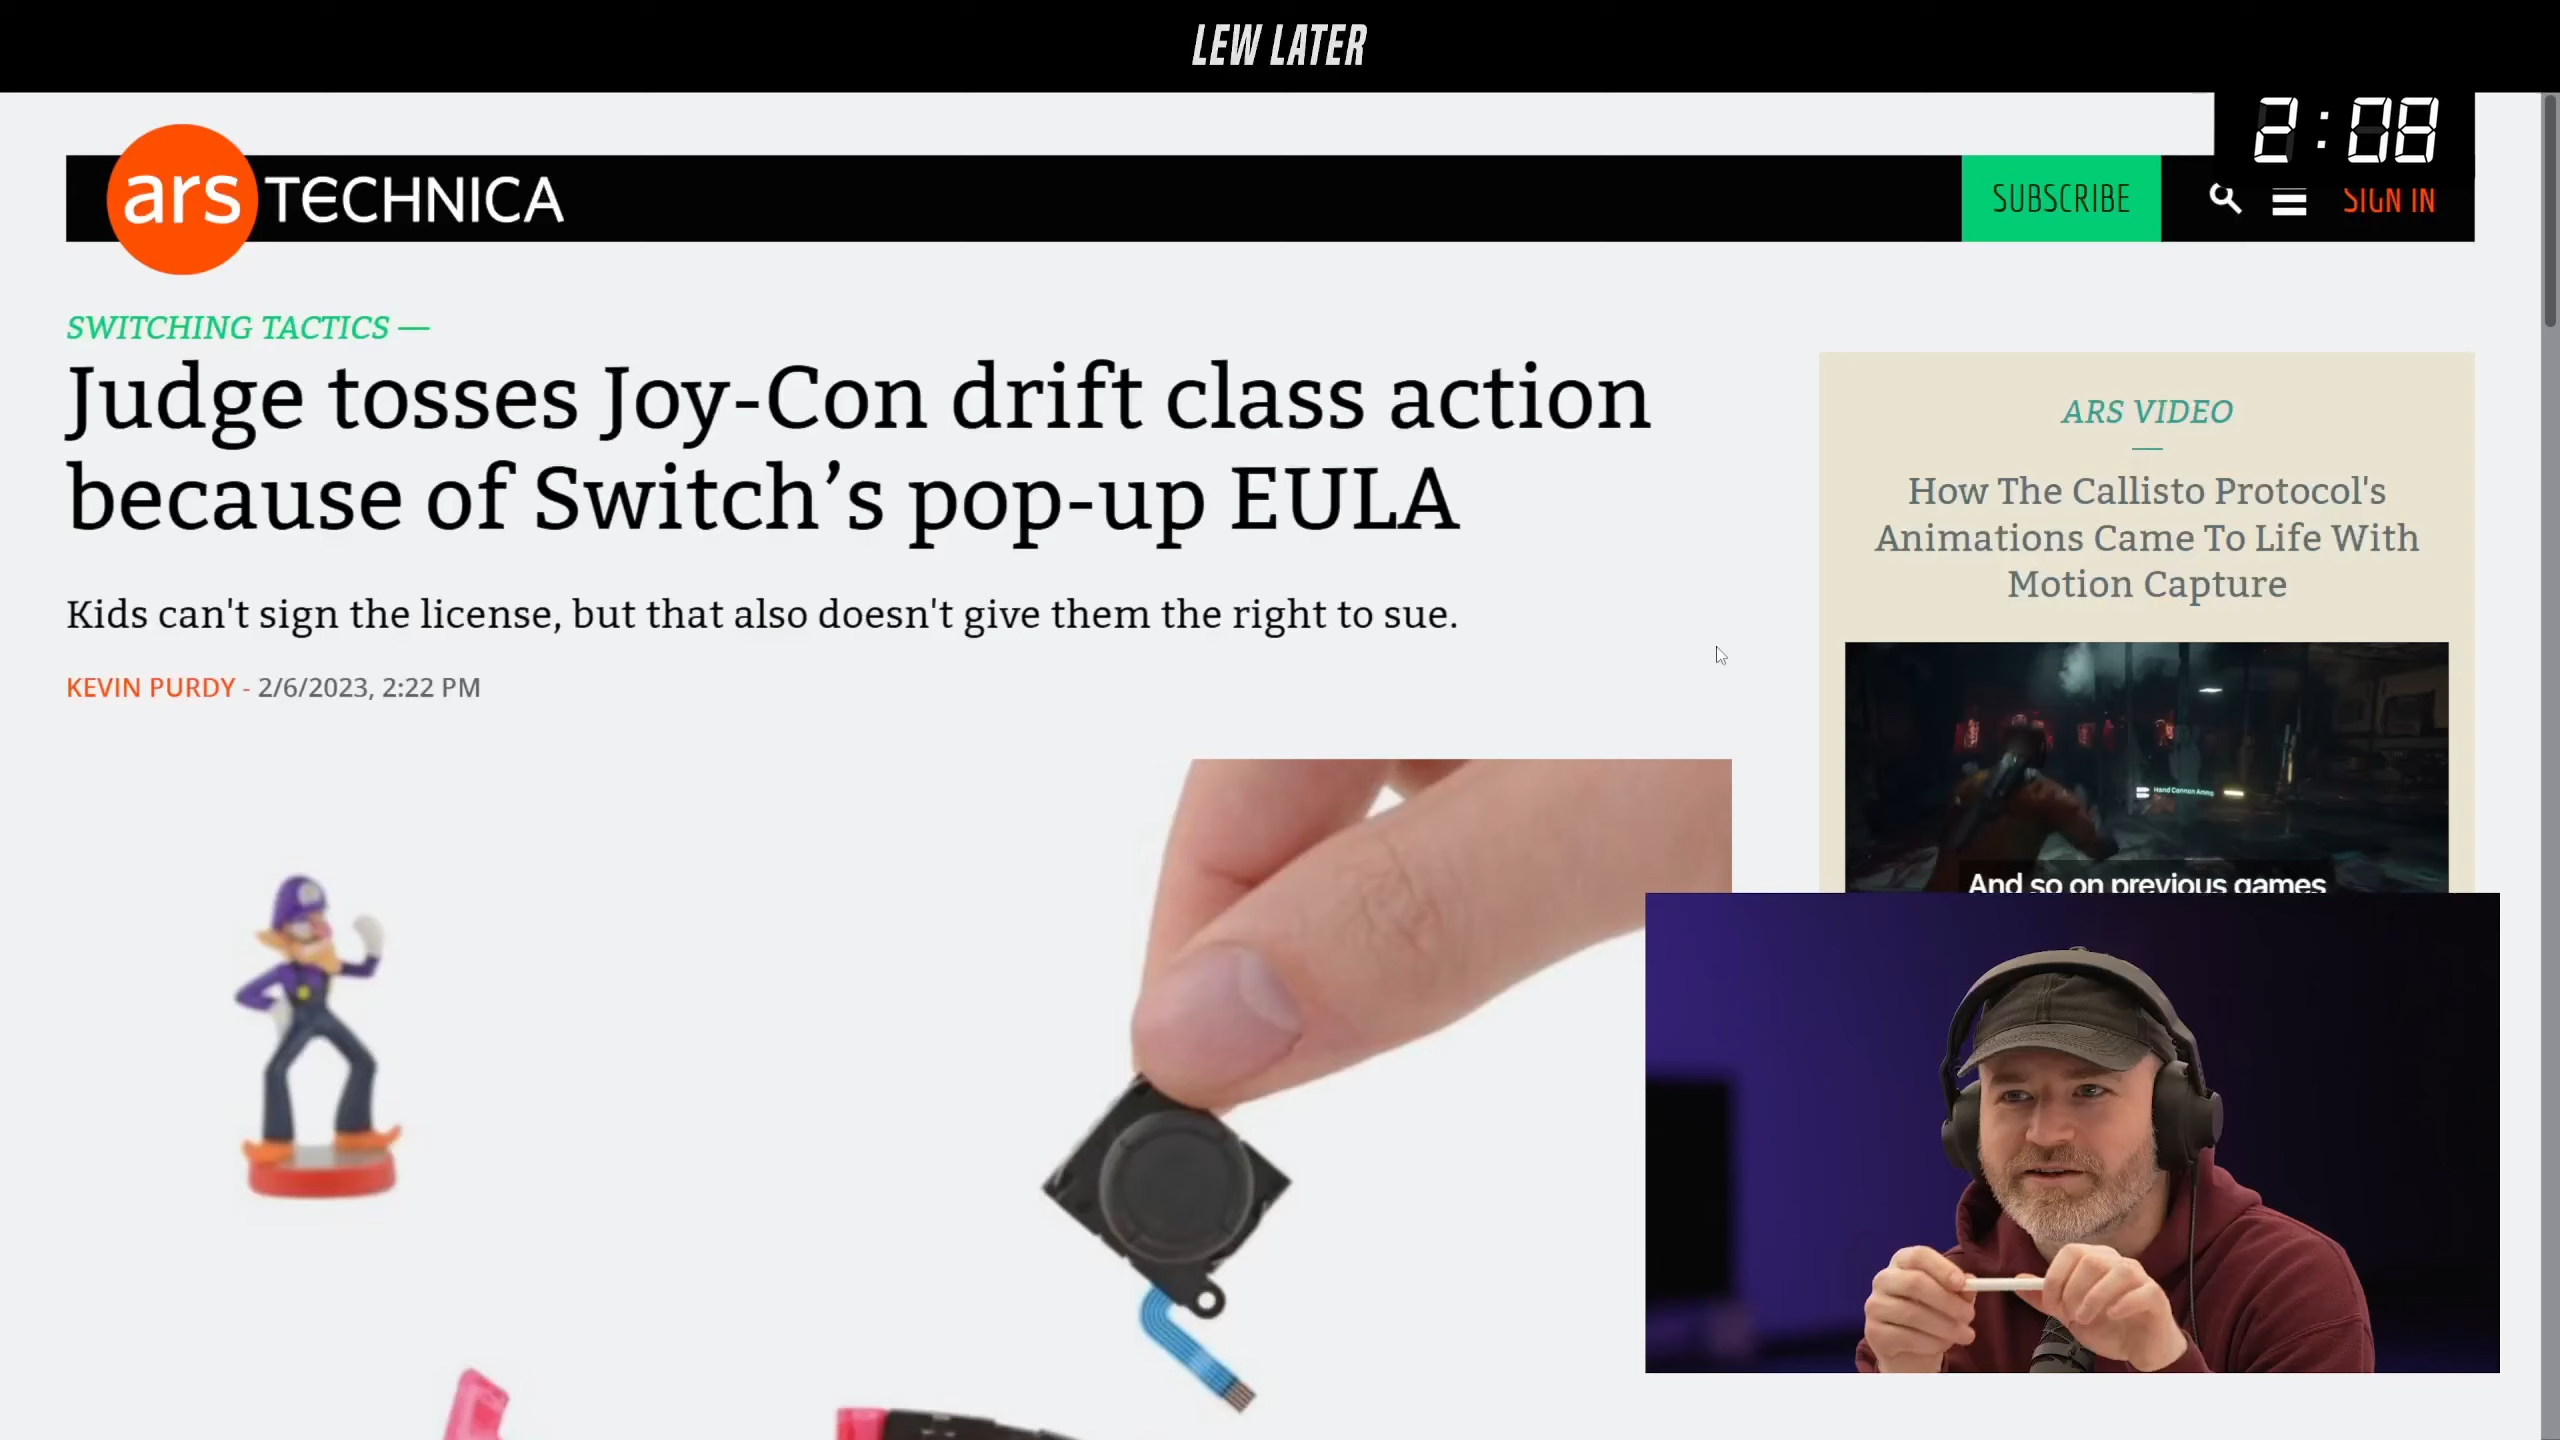 LEW LATER
2:08
ars TECHNICA
SUBSCRIBE
SIGN IN
SWITCHING TACTICS —
Judge tosses Joy-Con drift class action
because of Switch’s pop-up EULA
Kids can't sign the license, but that also doesn't give them the right to sue.
KEVIN PURDY - 2/6/2023, 2:22 PM
ARS VIDEO
How The Callisto Protocol's
Animations Came To Life With
Motion Capture
Hand Cannon Ammo
And so on previous games